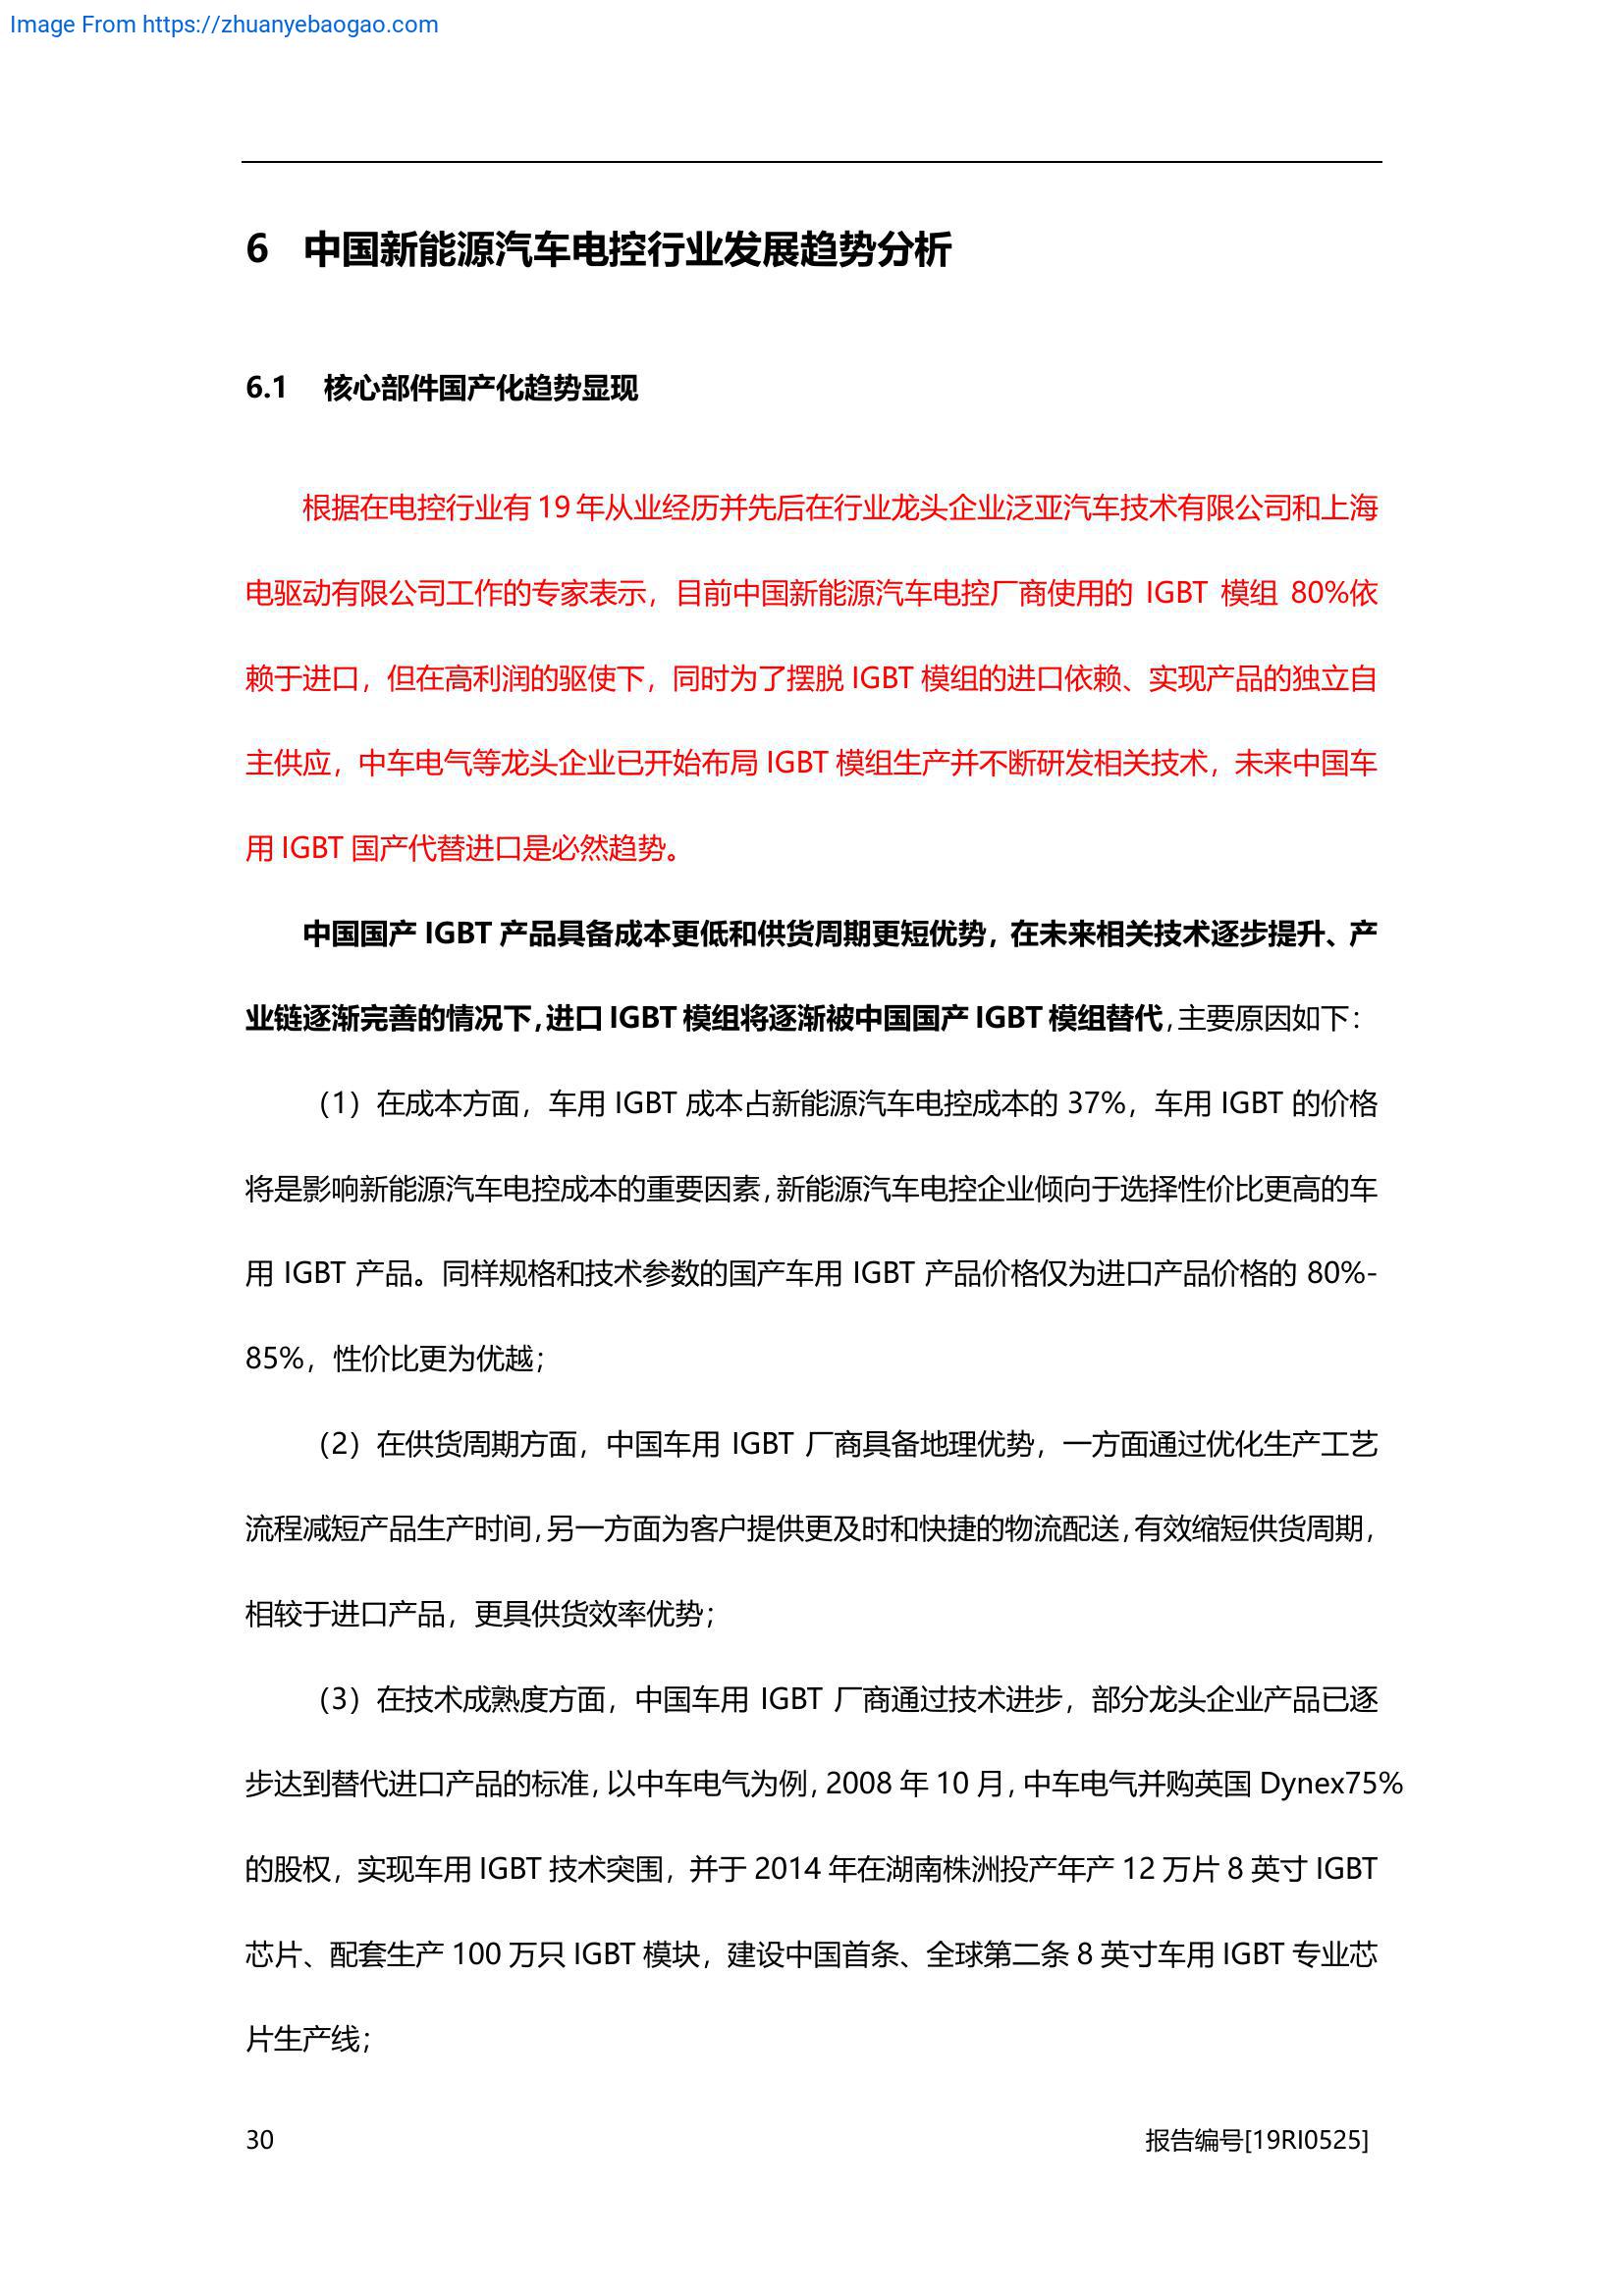 Image From https://zhuanyebaogao.com
6 中国新能源汽车电控行业发展趋势分析
6.1 核心部件国产化趋势显现
根据在电控行业有 19 年从业经历并先后在行业龙头企业泛亚汽车技术有限公司和上海
电驱动有限公司工作的专家表示，目前中国新能源汽车电控厂商使用的 IGBT 模组 80%依
赖于进口，但在高利润的驱使下，同时为了摆脱 IGBT 模组的进口依赖、实现产品的独立自
主供应，中车电气等龙头企业已开始布局 IGBT 模组生产并不断研发相关技术，未来中国车
用 IGBT 国产代替进口是必然趋势。
中国国产 IGBT 产品具备成本更低和供货周期更短优势，在未来相关技术逐步提升、产
业链逐渐完善的情况下，进口 IGBT 模组将逐渐被中国国产 IGBT 模组替代，主要原因如下：
（1）在成本方面，车用 IGBT 成本占新能源汽车电控成本的 37%，车用 IGBT 的价格
将是影响新能源汽车电控成本的重要因素，新能源汽车电控企业倾向于选择性价比更高的车
用 IGBT 产品。同样规格和技术参数的国产车用 IGBT 产品价格仅为进口产品价格的 80%-
85%，性价比更为优越；
（2）在供货周期方面，中国车用 IGBT 厂商具备地理优势，一方面通过优化生产工艺
流程减短产品生产时间，另一方面为客户提供更及时和快捷的物流配送，有效缩短供货周期，
相较于进口产品，更具供货效率优势；
（3）在技术成熟度方面，中国车用 IGBT 厂商通过技术进步，部分龙头企业产品已逐
步达到替代进口产品的标准，以中车电气为例，2008 年 10 月，中车电气并购英国 Dynex75%
的股权，实现车用 IGBT 技术突围，并于 2014 年在湖南株洲投产年产 12 万片 8 英寸 IGBT
芯片、配套生产 100 万只 IGBT 模块，建设中国首条、全球第二条 8 英寸车用 IGBT 专业芯
片生产线；
30 报告编号[19RI0525]